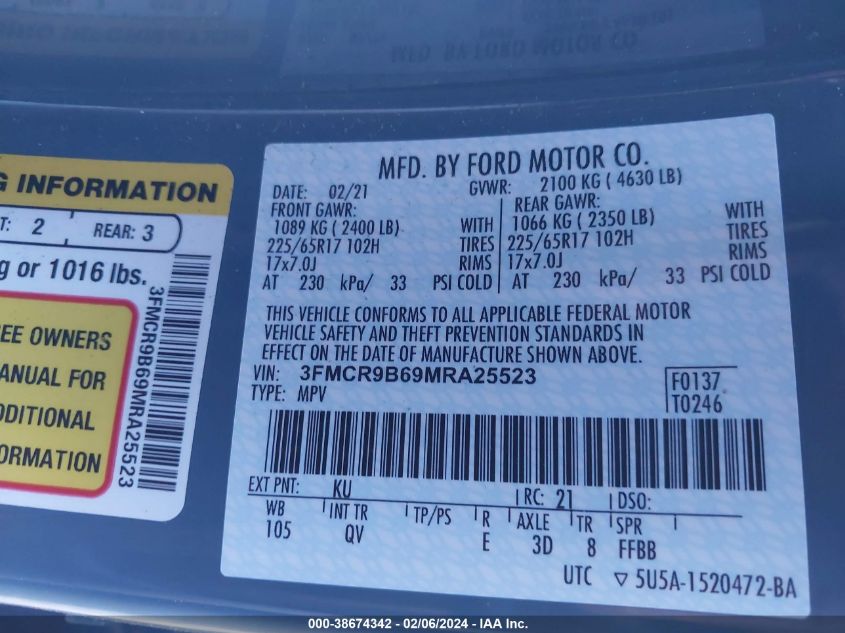 MFD. BY FORD MOTOR CO
G INFORMATION
T: 2 REAR: 3
g or 1016 lbs.
EE OWNERS
ANUAL FOR
DDITIONAL
ORMATION
3FMCR9B69MRA25523
MFD. BY FORD MOTOR CO.
DATE: 02/21 GVWR: 2100 KG ( 4630 LB)
FRONT GAWR: REAR GAWR:
1089 KG ( 2400 LB) WITH 1066 KG ( 2350 LB) WITH
225/65R17 102H TIRES 225/65R17 102H TIRES
17x7.0J RIMS 17x7.0J RIMS
AT 230 kPa/ 33 PSI COLD AT 230 kPa/ 33 PSI COLD
THIS VEHICLE CONFORMS TO ALL APPLICABLE FEDERAL MOTOR
VEHICLE SAFETY AND THEFT PREVENTION STANDARDS IN
EFFECT ON THE DATE OF MANUFACTURE SHOWN ABOVE.
VIN: 3FMCR9B69MRA25523 F0137
TYPE: MPV T0246
EXT PNT: KU RC: 21 DSO:
WB INT TR TP/PS R AXLE TR SPR
105 QV E 3D 8 FFBB
UTC ▽ 5U5A-1520472-BA
000-38674342 - 02/06/2024 - IAA Inc.